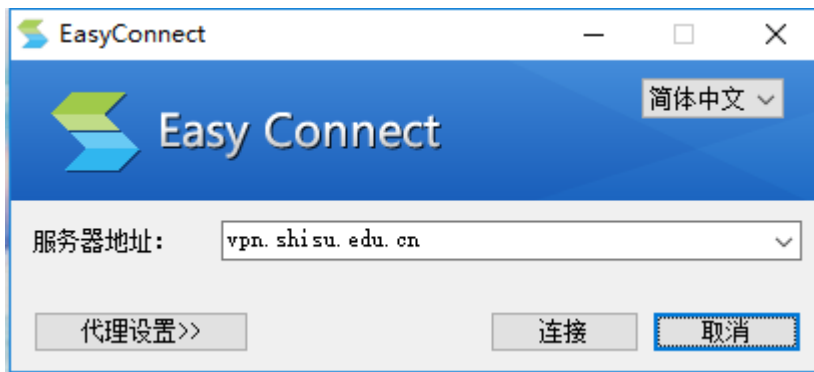 EasyConnect
简体中文
Easy Connect
服务器地址:
vpn.shisu.edu.cn
代理设置>>
连接
取消